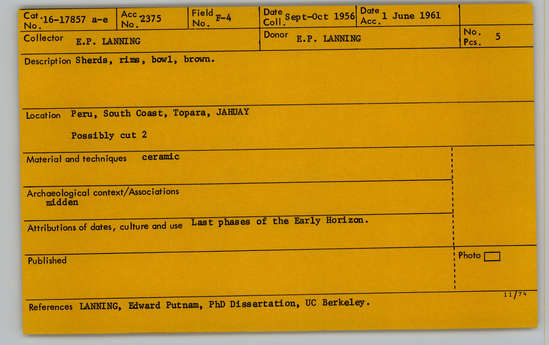 Cat. No. 16-17857 a-e Acc. No. 2375 Field No. F-4 Date Coll. Sept-Oct 1956 Date Acc. 1 June 1961
Collector E.P. LANNING Donor E.P. LANNING No. Pcs. 5
Description Sherds, rims, bowl, brown.
Location Peru, South Coast, Topara, JAHUAY
Possibly cut 2
Material and techniques ceramic
Archaeological context/Associations
midden
Attributions of dates, culture and use Last phases of the Early Horizon.
Published Photo
References LANNING, Edward Putnam, PhD Dissertation, UC Berkeley.
11/74